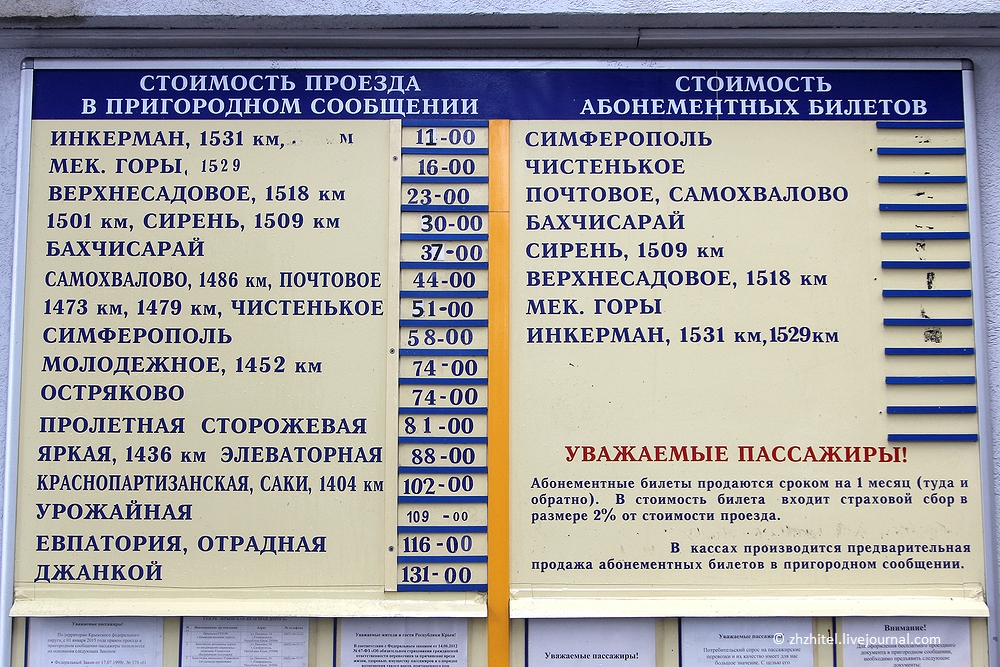 СТОИМОСТЬ ПРОЕЗДА
В ПРИГОРОДНОМ СООБЩЕНИИ
ИНКЕРМАН, 1531 км, м 11-00
МЕК. ГОРЫ, 1529 16-00
ВЕРХНЕСАДОВОЕ, 1518 км 23-00
1501 км, СИРЕНЬ, 1509 км 30-00
БАХЧИСАРАЙ 37-00
САМОХВАЛОВО, 1486 км, ПОЧТОВОЕ 44-00
1473 км, 1479 км, ЧИСТЕНЬКОЕ 51-00
СИМФЕРОПОЛЬ 58-00
МОЛОДЕЖНОЕ, 1452 км 74-00
ОСТРЯКОВО 74-00
ПРОЛЕТНАЯ СТОРОЖЕВАЯ 81-00
ЯРКАЯ, 1436 км ЭЛЕВАТОРНАЯ 88-00
КРАСНОПАРТИЗАНСКАЯ, САКИ, 1404 км 102-00
УРОЖАЙНАЯ 109-00
ЕВПАТОРИЯ, ОТРАДНАЯ 116-00
ДЖАНКОЙ 131-00
СТОИМОСТЬ
АБОНЕМЕНТНЫХ БИЛЕТОВ
СИМФЕРОПОЛЬ
ЧИСТЕНЬКОЕ
ПОЧТОВОЕ, САМОХВАЛОВО
БАХЧИСАРАЙ
СИРЕНЬ, 1509 км
ВЕРХНЕСАДОВОЕ, 1518 км
МЕК. ГОРЫ
ИНКЕРМАН, 1531 км,1529км
УВАЖАЕМЫЕ ПАССАЖИРЫ!
Абонементные билеты продаются сроком на 1 месяц (туда и
обратно). В стоимость билета входит страховой сбор в
размере 2% от стоимости проезда.
В кассах производится предварительная
продажа абонементных билетов в пригородном сообщении.
Уважаемые пассажиры!
Уважаемые жители и гости Республики Крым!
Уважаемые пассажиры!
Уважаемые пасса
Внимание!
© zhzhitel.livejournal.com